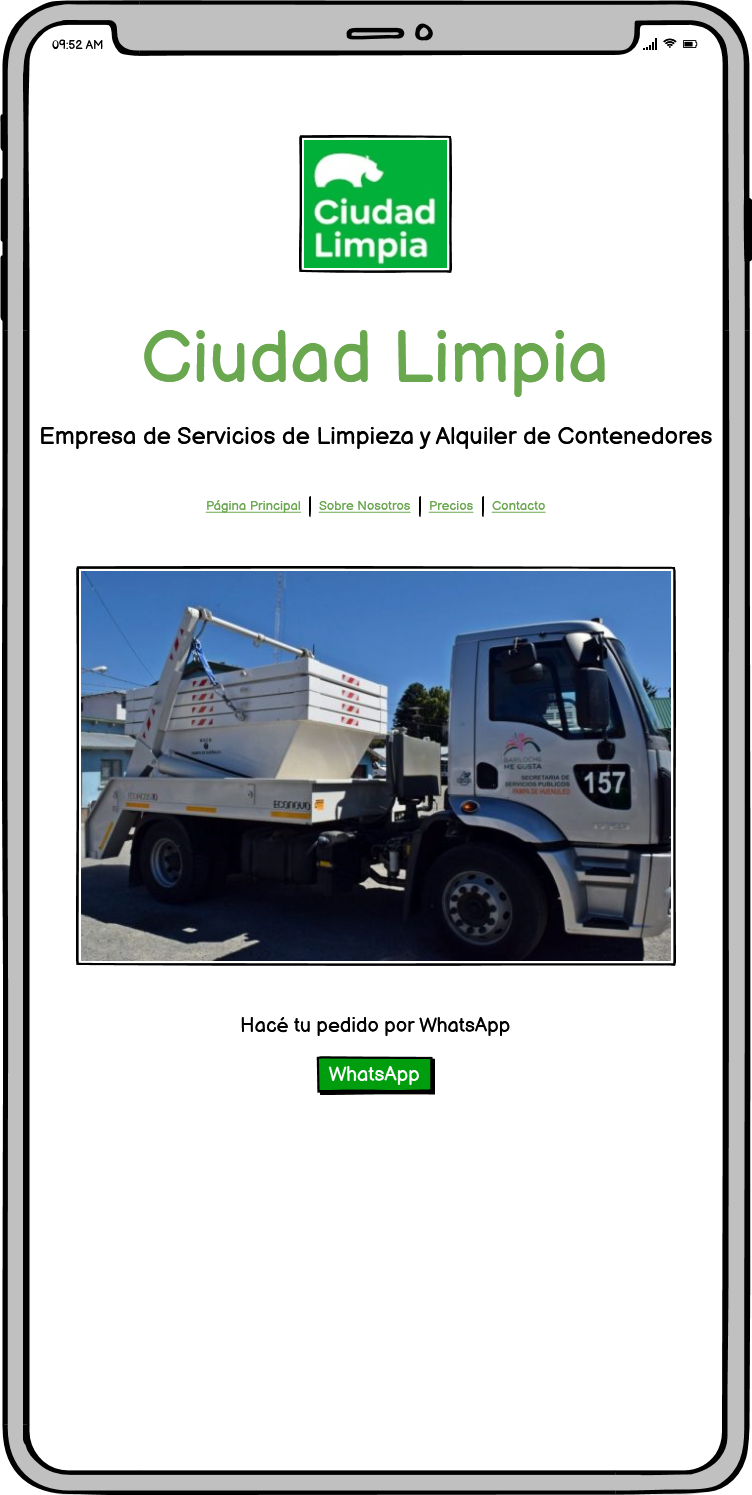 09:52 AM
Ciudad
Limpia
Ciudad Limpia
Empresa de Servicios de Limpieza y Alquiler de Contenedores
Página Principal | Sobre Nosotros | Precios | Contacto
BARILOCHE
ME GUSTA
SECRETARIA DE
SERVICIOS PUBLICOS
157
ECONOVO
Hacé tu pedido por WhatsApp
WhatsApp